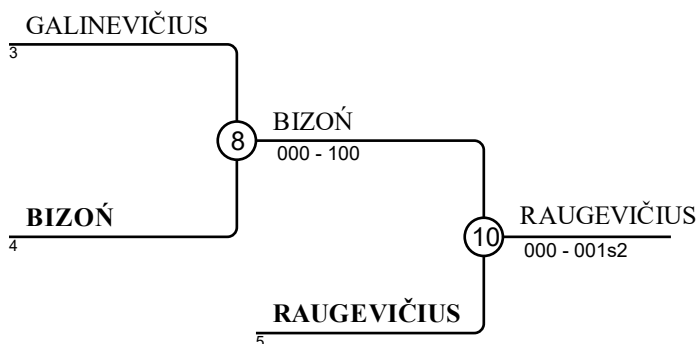 GALINEVIČIUS
3
8
BIZOŃ
000 - 100
BIZOŃ
4
10
RAUGEVIČIUS
000 - 001s2
RAUGEVIČIUS
5